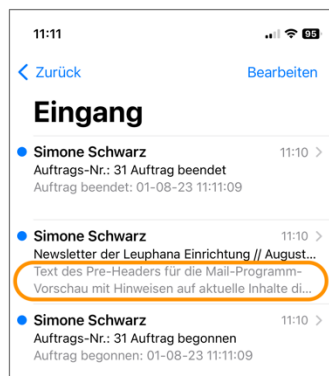 11:11
95
Zurück
Bearbeiten
Eingang
Simone Schwarz 11:10
Auftrags-Nr.: 31 Auftrag beendet
Auftrag beendet: 01-08-23 11:11:09
Simone Schwarz 11:10
Newsletter der Leuphana Einrichtung // August...
Text des Pre-Headers für die Mail-Programm-
Vorschau mit Hinweisen auf aktuelle Inhalte di...
Simone Schwarz 11:10
Auftrags-Nr.: 31 Auftrag begonnen
Auftrag begonnen: 01-08-23 11:11:09